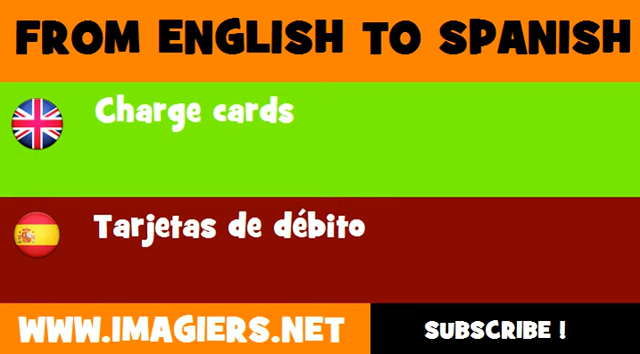 FROM ENGLISH TO SPANISH
Charge cards
Tarjetas de débito
WWW.IMAGIERS.NET
SUBSCRIBE !